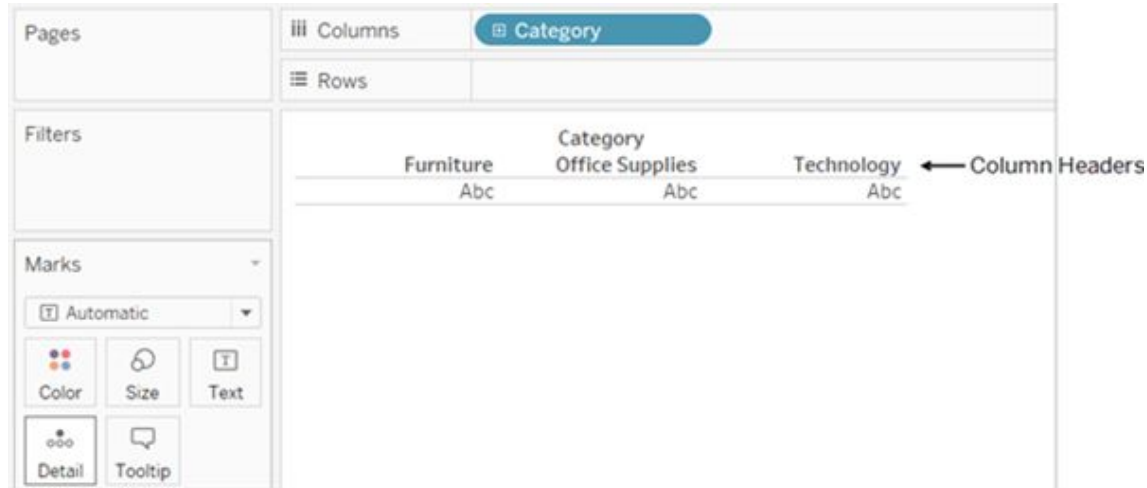 Pages
Columns
Category
Rows
Filters
Category
Furniture Office Supplies Technology
Column Headers
Abc Abc Abc
Marks
T Automatic
Color Size T Text
Detail Tooltip